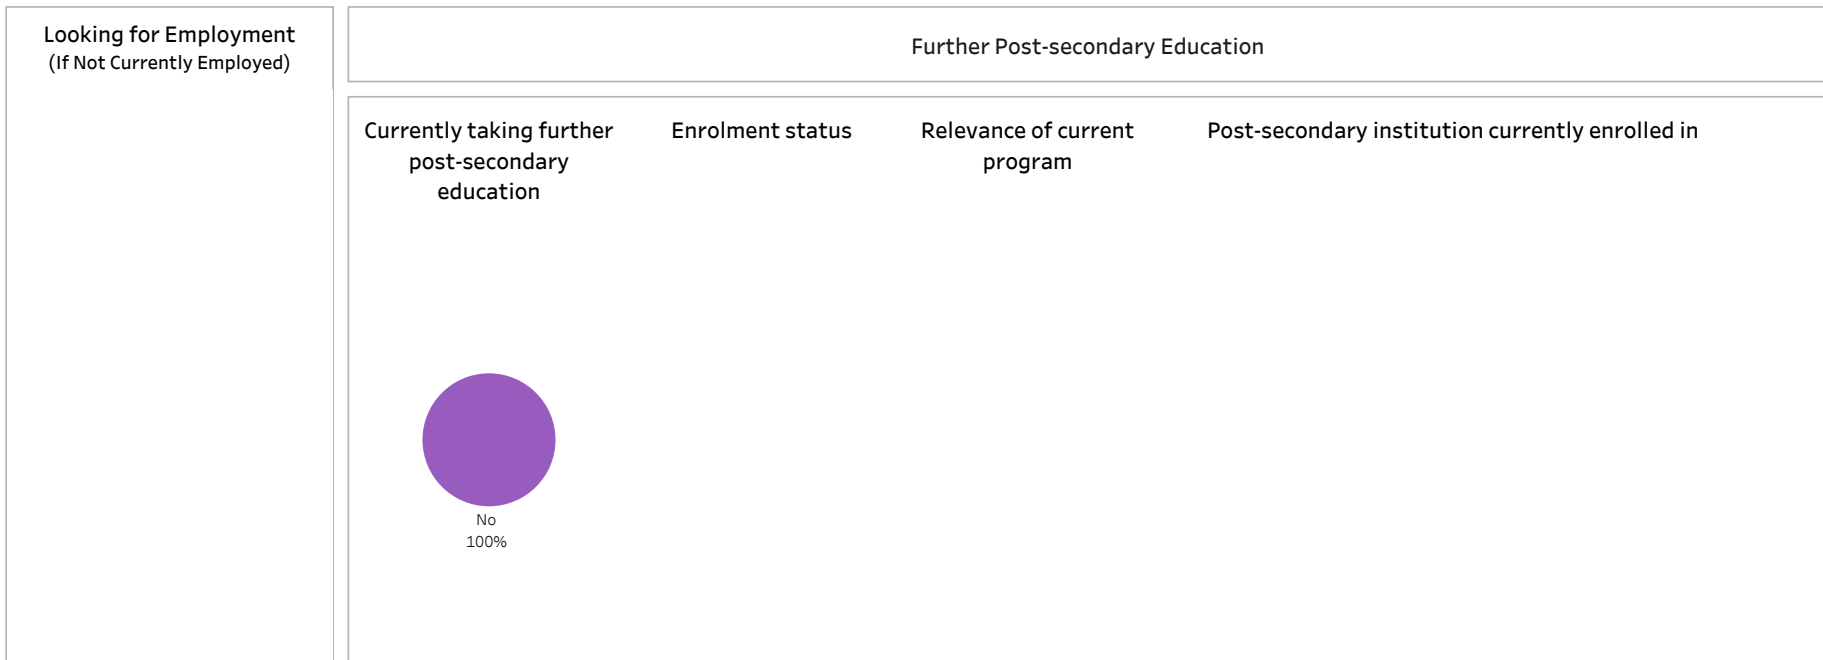 Looking for Employment
(If Not Currently Employed)
Further Post-secondary Education
Currently taking further
post-secondary
education
Enrolment status
Relevance of current
program
Post-secondary institution currently enrolled in
No
100%